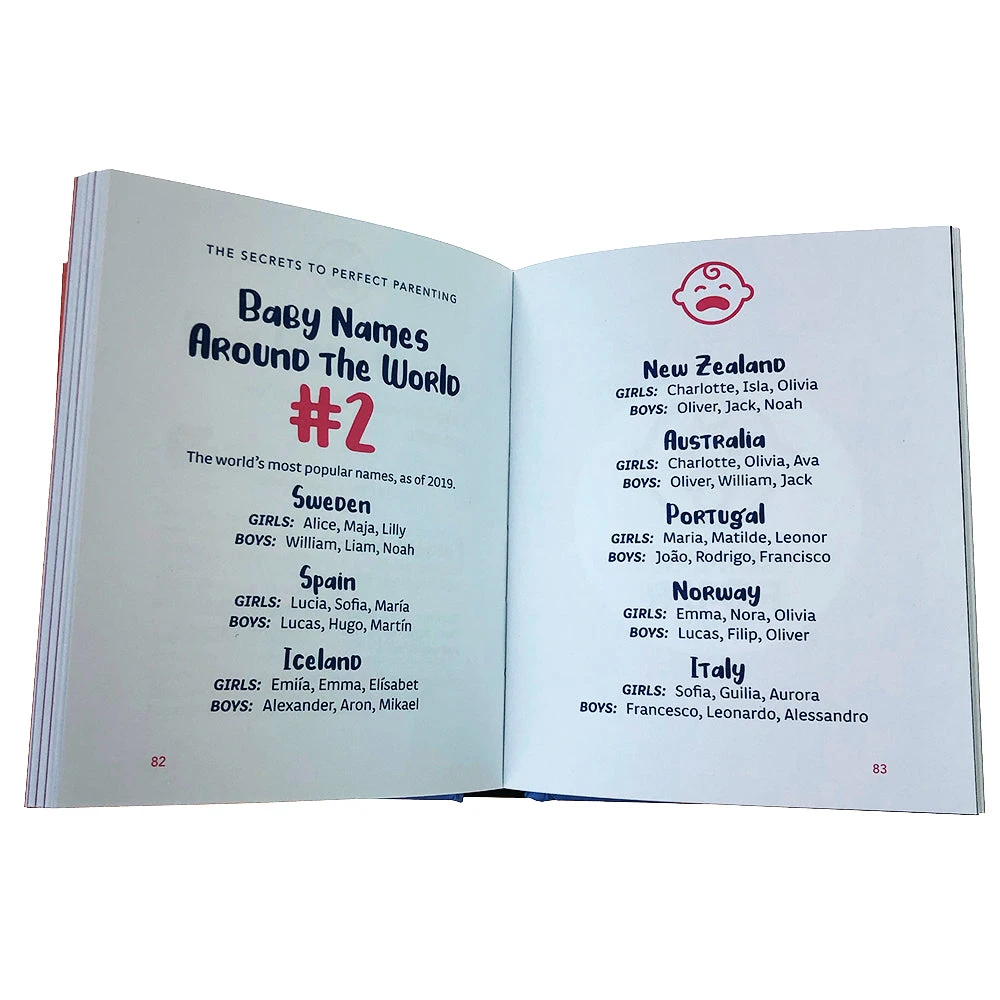 THE SECRETS TO PERFECT PARENTING
Baby Names
Around the World
#2
The world's most popular names, as of 2019.
Sweden
GIRLS: Alice, Maja, Lilly
BOYS: William, Liam, Noah
Spain
GIRLS: Lucia, Sofia, María
BOYS: Lucas, Hugo, Martín
Iceland
GIRLS: Emiía, Emma, Elísabet
BOYS: Alexander, Aron, Mikael
82
New Zealand
GIRLS: Charlotte, Isla, Olivia
BOYS: Oliver, Jack, Noah
Australia
GIRLS: Charlotte, Olivia, Ava
BOYS: Oliver, William, Jack
Portugal
GIRLS: Maria, Matilde, Leonor
BOYS: João, Rodrigo, Francisco
Norway
GIRLS: Emma, Nora, Olivia
BOYS: Lucas, Filip, Oliver
Italy
GIRLS: Sofia, Guilia, Aurora
BOYS: Francesco, Leonardo, Alessandro
83